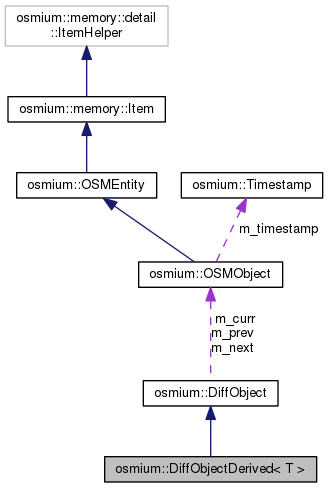 osmium::memory::detail
::ItemHelper
osmium::memory::Item
osmium::OSMEntity
osmium::Timestamp
m_timestamp
osmium::OSMObject
m_curr
m_prev
m_next
osmium::DiffObject
osmium::DiffObjectDerived< T >